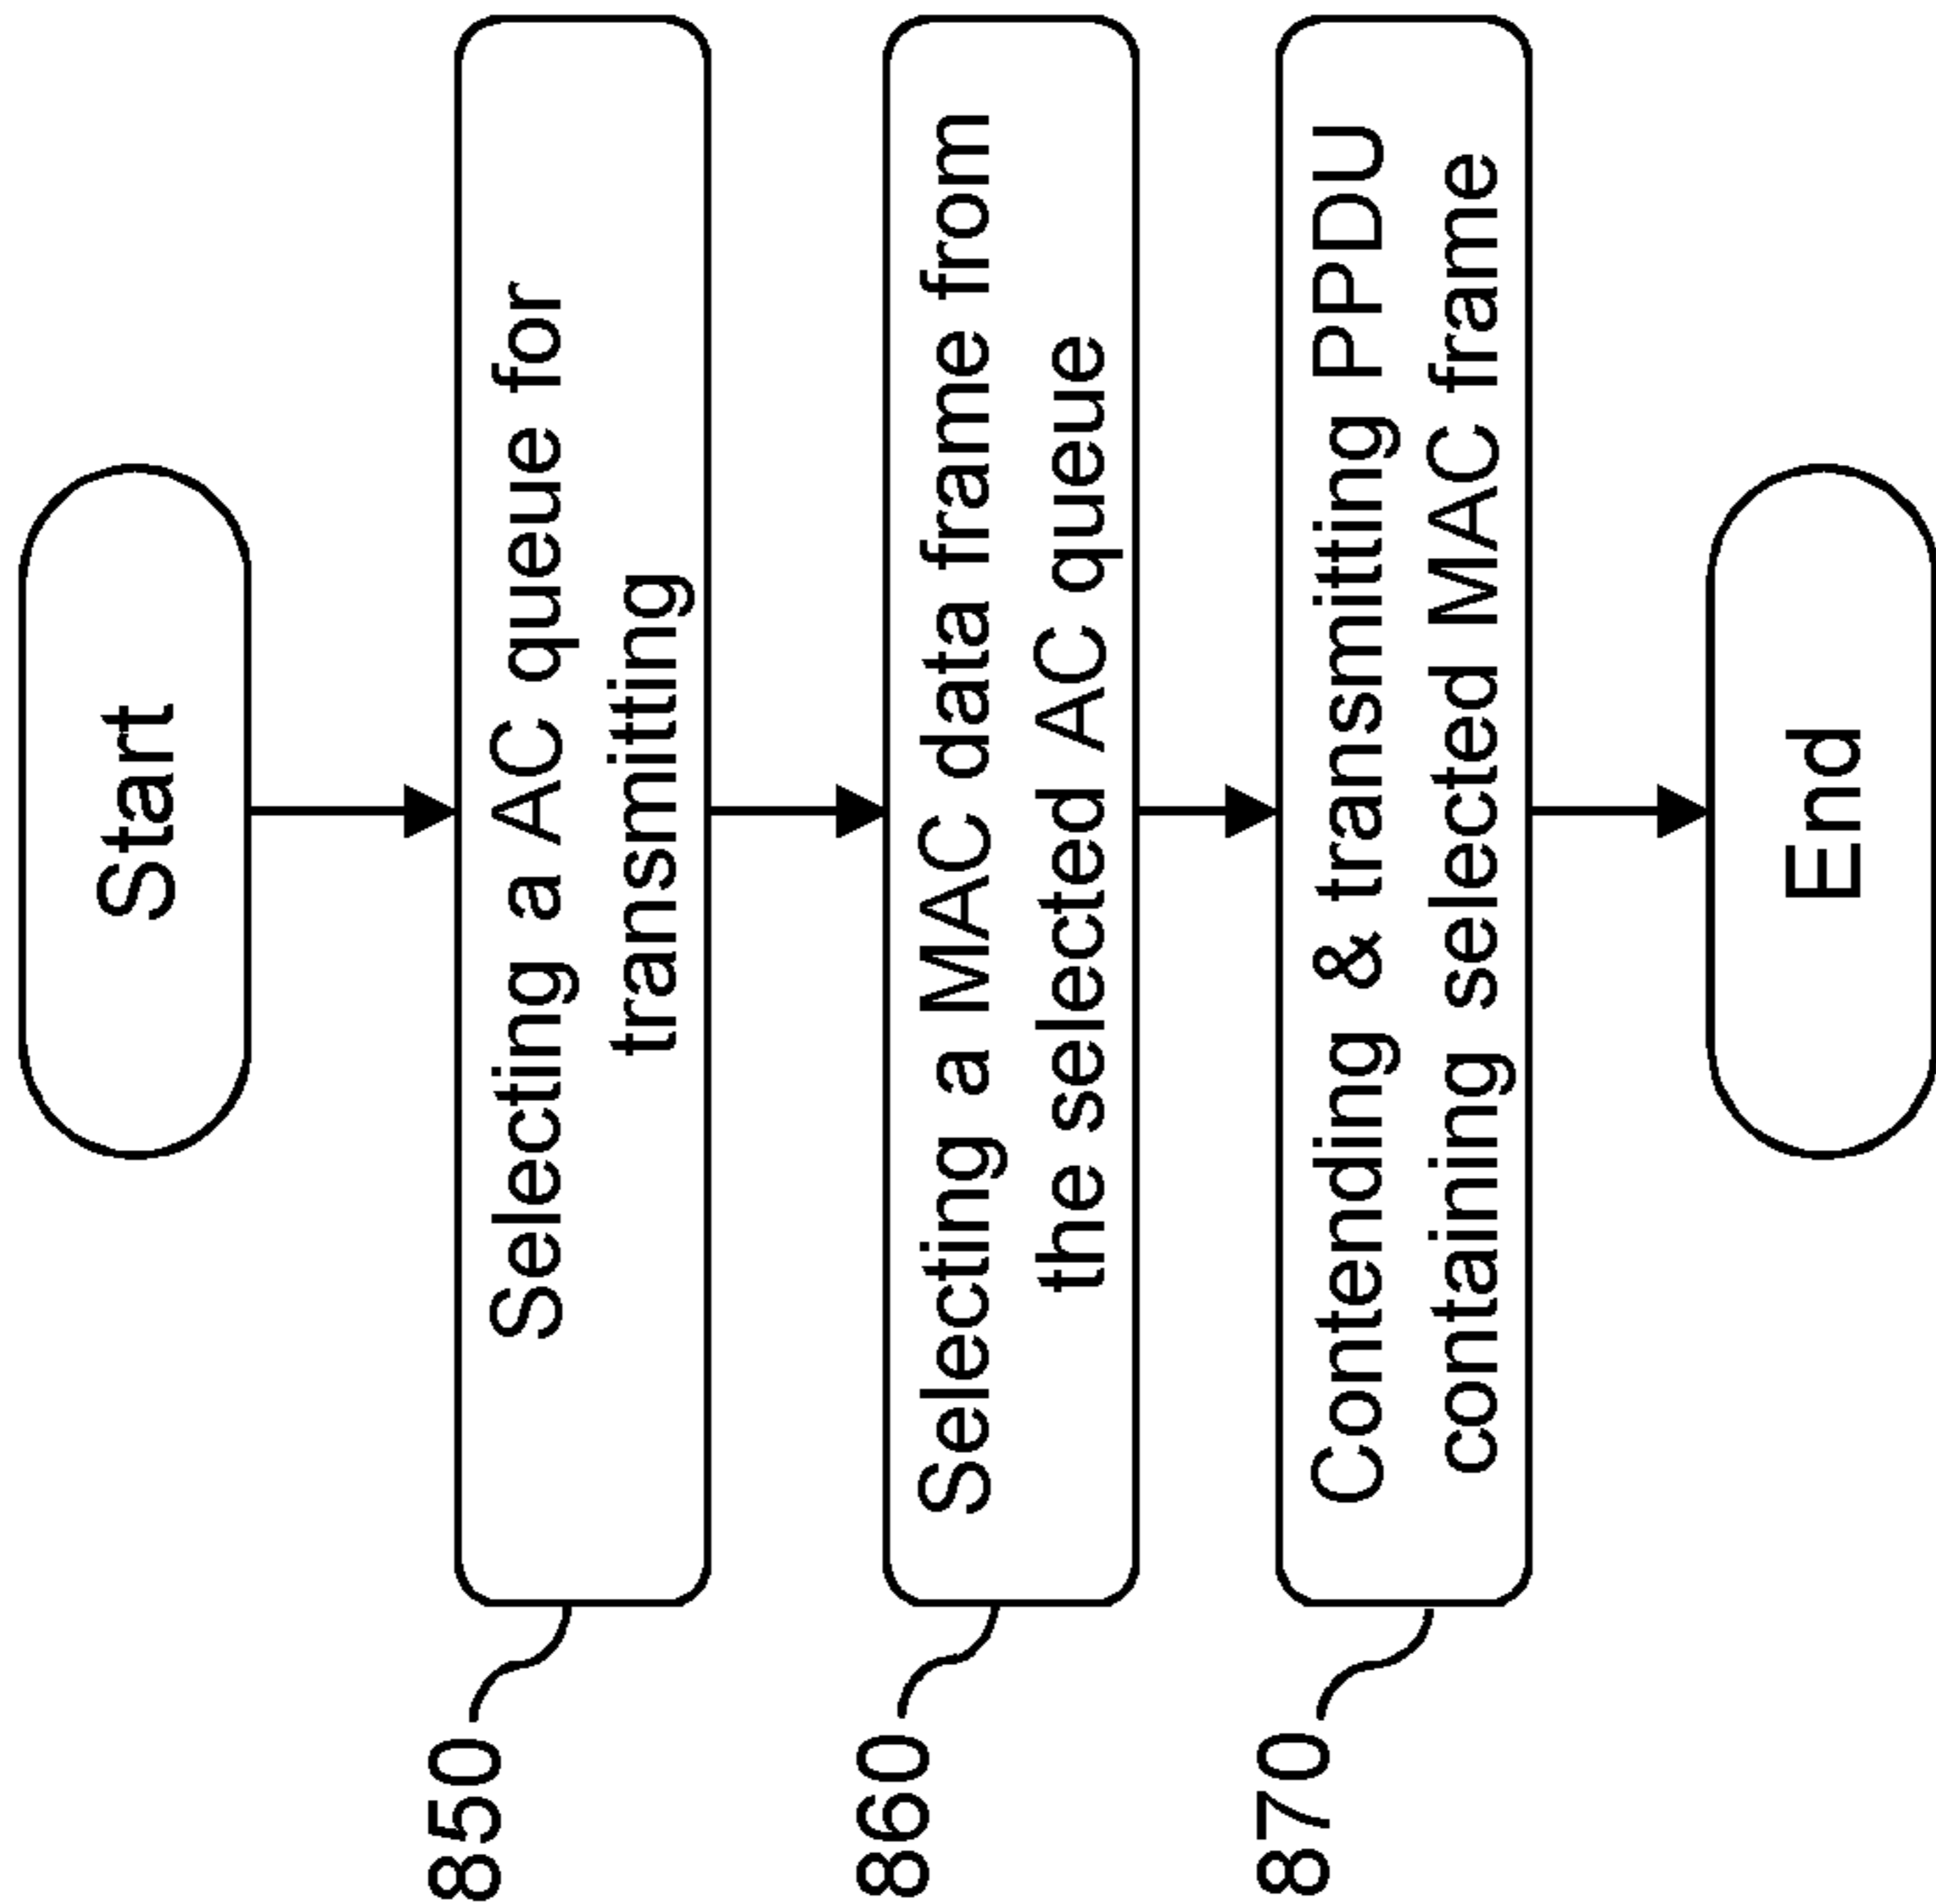 Start
Selecting a AC queue for
transmitting
850
Selecting a MAC data frame from
the selected AC queue
860
Contending & transmitting PPDU
containing selected MAC frame
870
End